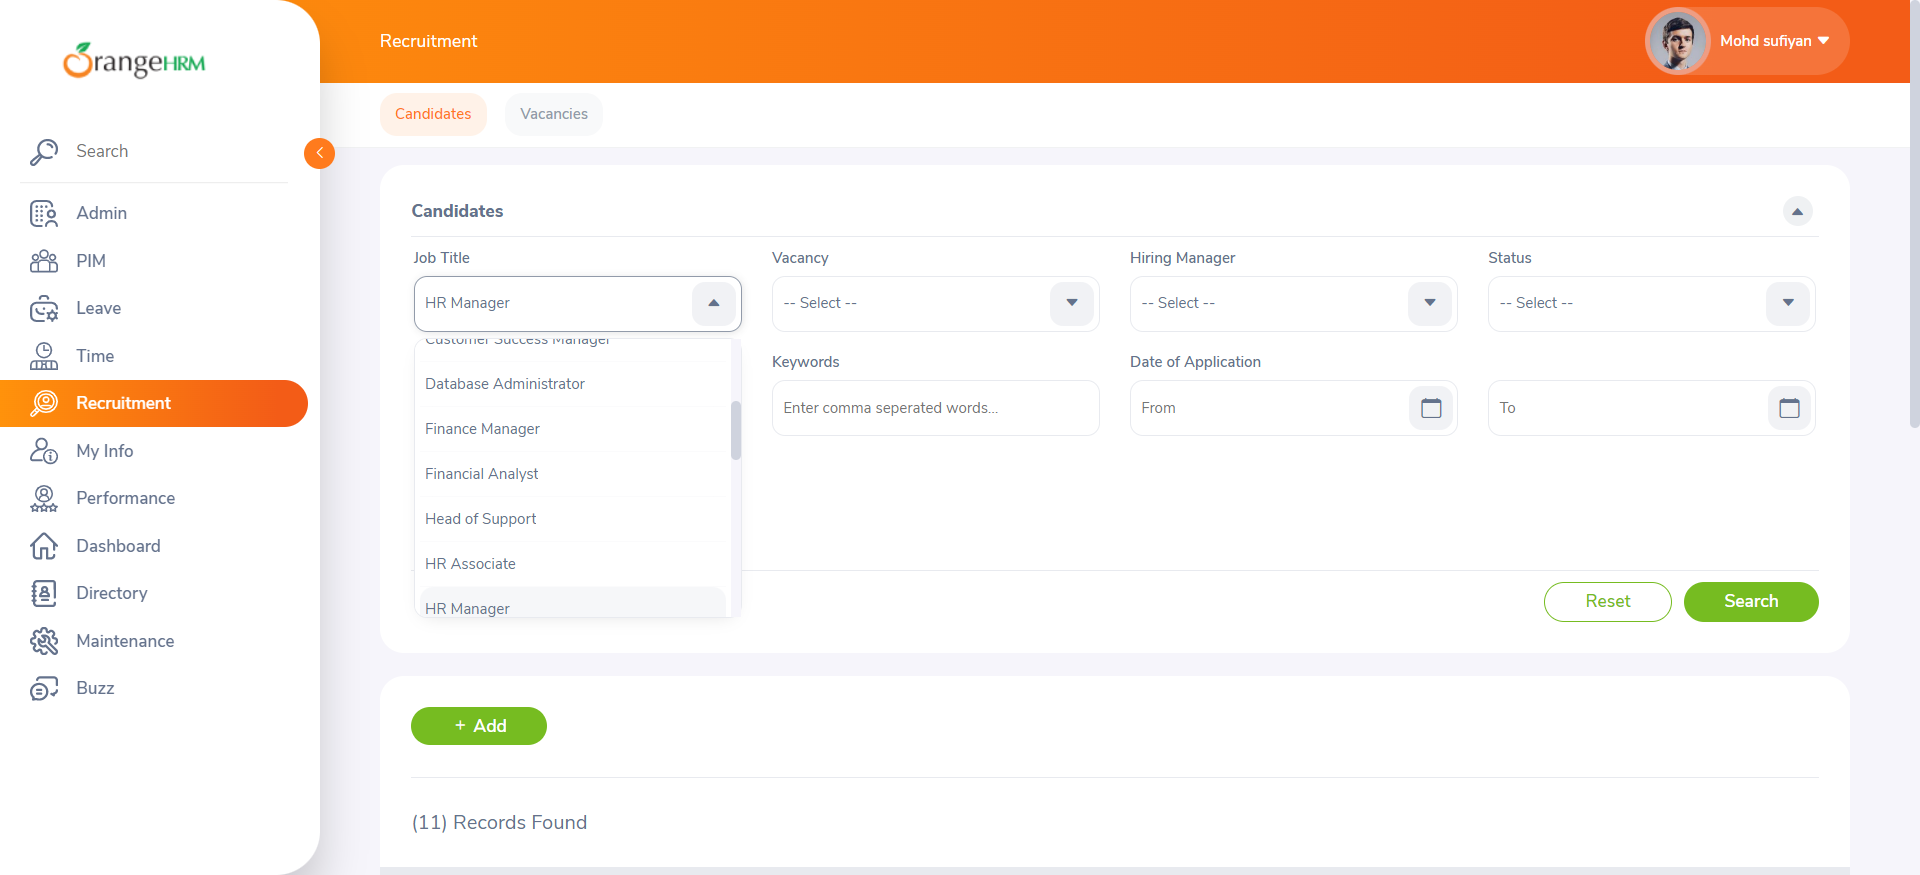 OrangeHRM
Recruitment
Mohd sufiyan
Candidates
Vacancies
Search
Admin
PIM
Leave
Time
Recruitment
My Info
Performance
Dashboard
Directory
Maintenance
Buzz
Candidates
Job Title
Vacancy
Hiring Manager
Status
HR Manager
-- Select --
-- Select --
-- Select --
Customer Success Manager
Database Administrator
Finance Manager
Financial Analyst
Head of Support
HR Associate
HR Manager
Keywords
Date of Application
Enter comma seperated words...
From
To
Reset
Search
+ Add
(11) Records Found